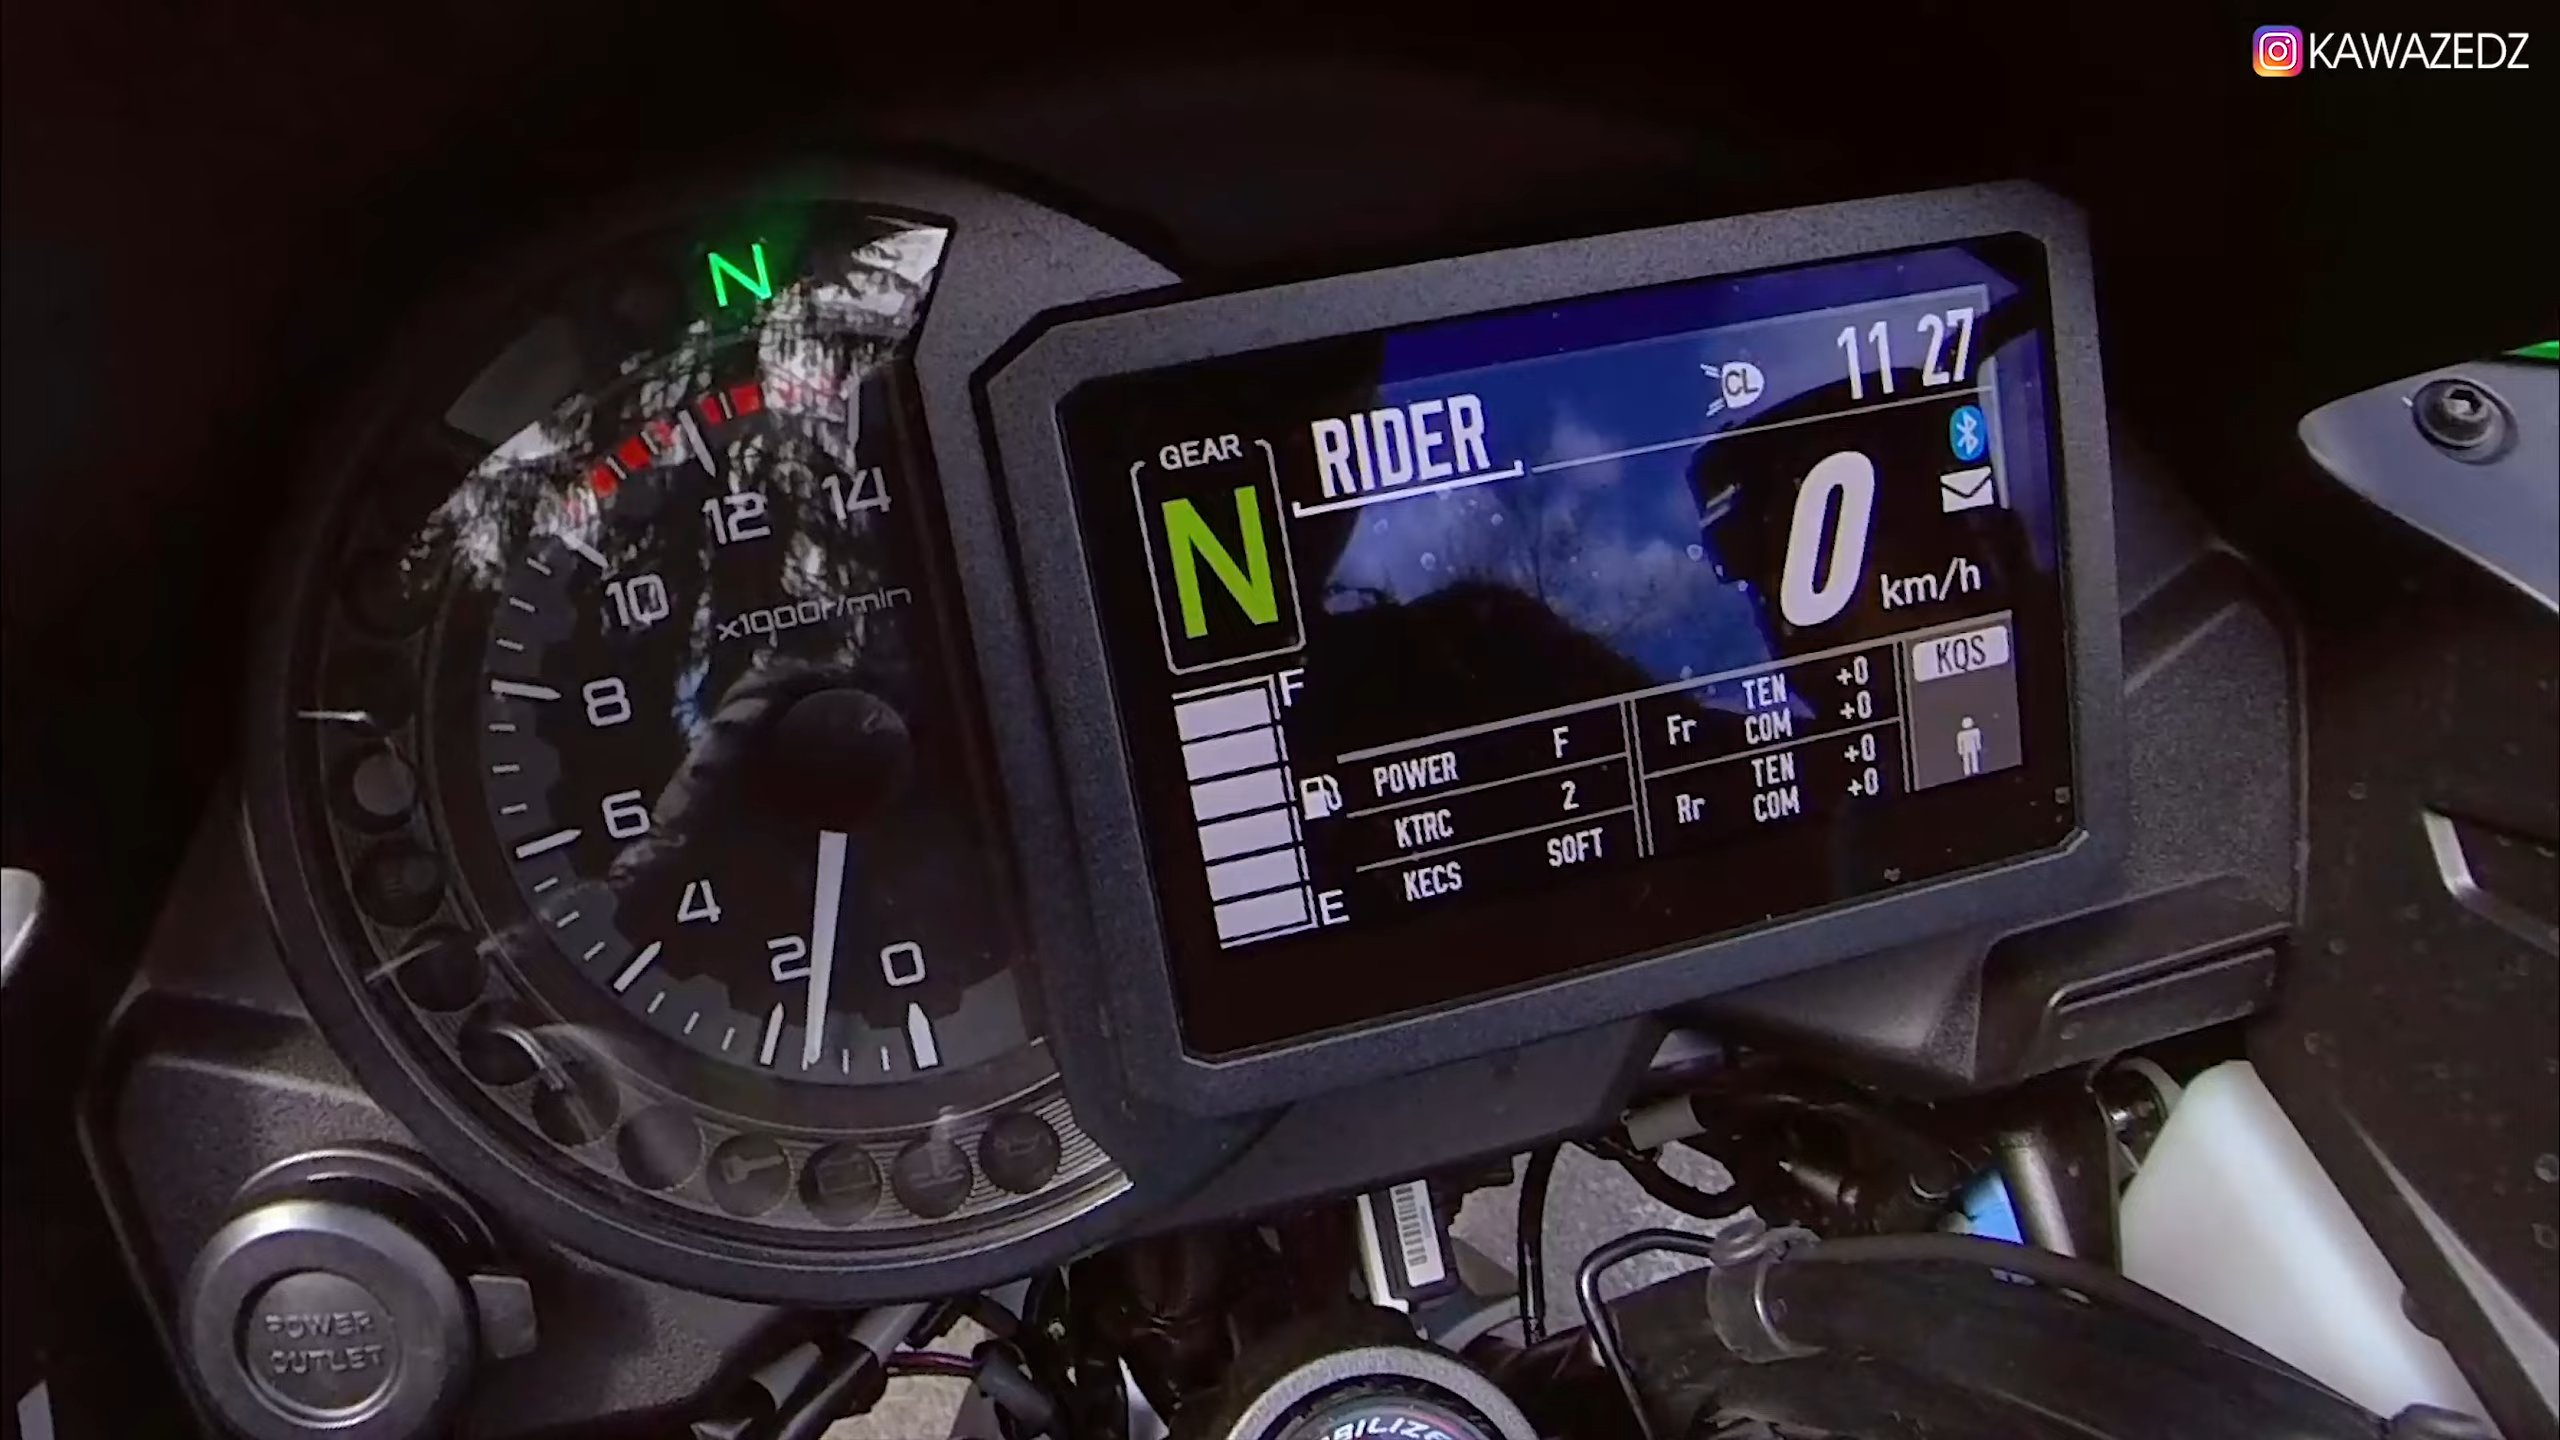 KAWAZEDZ
N
14
12
10
x1000r/min
8
6
4
2
0
POWER
OUTLET
RIDER
CL
11 27
GEAR
N
0
km/h
F
E
POWER F
KTRC 2
KECS SOFT
Fr TEN +0
COM +0
Rr TEN +0
COM +0
KQS